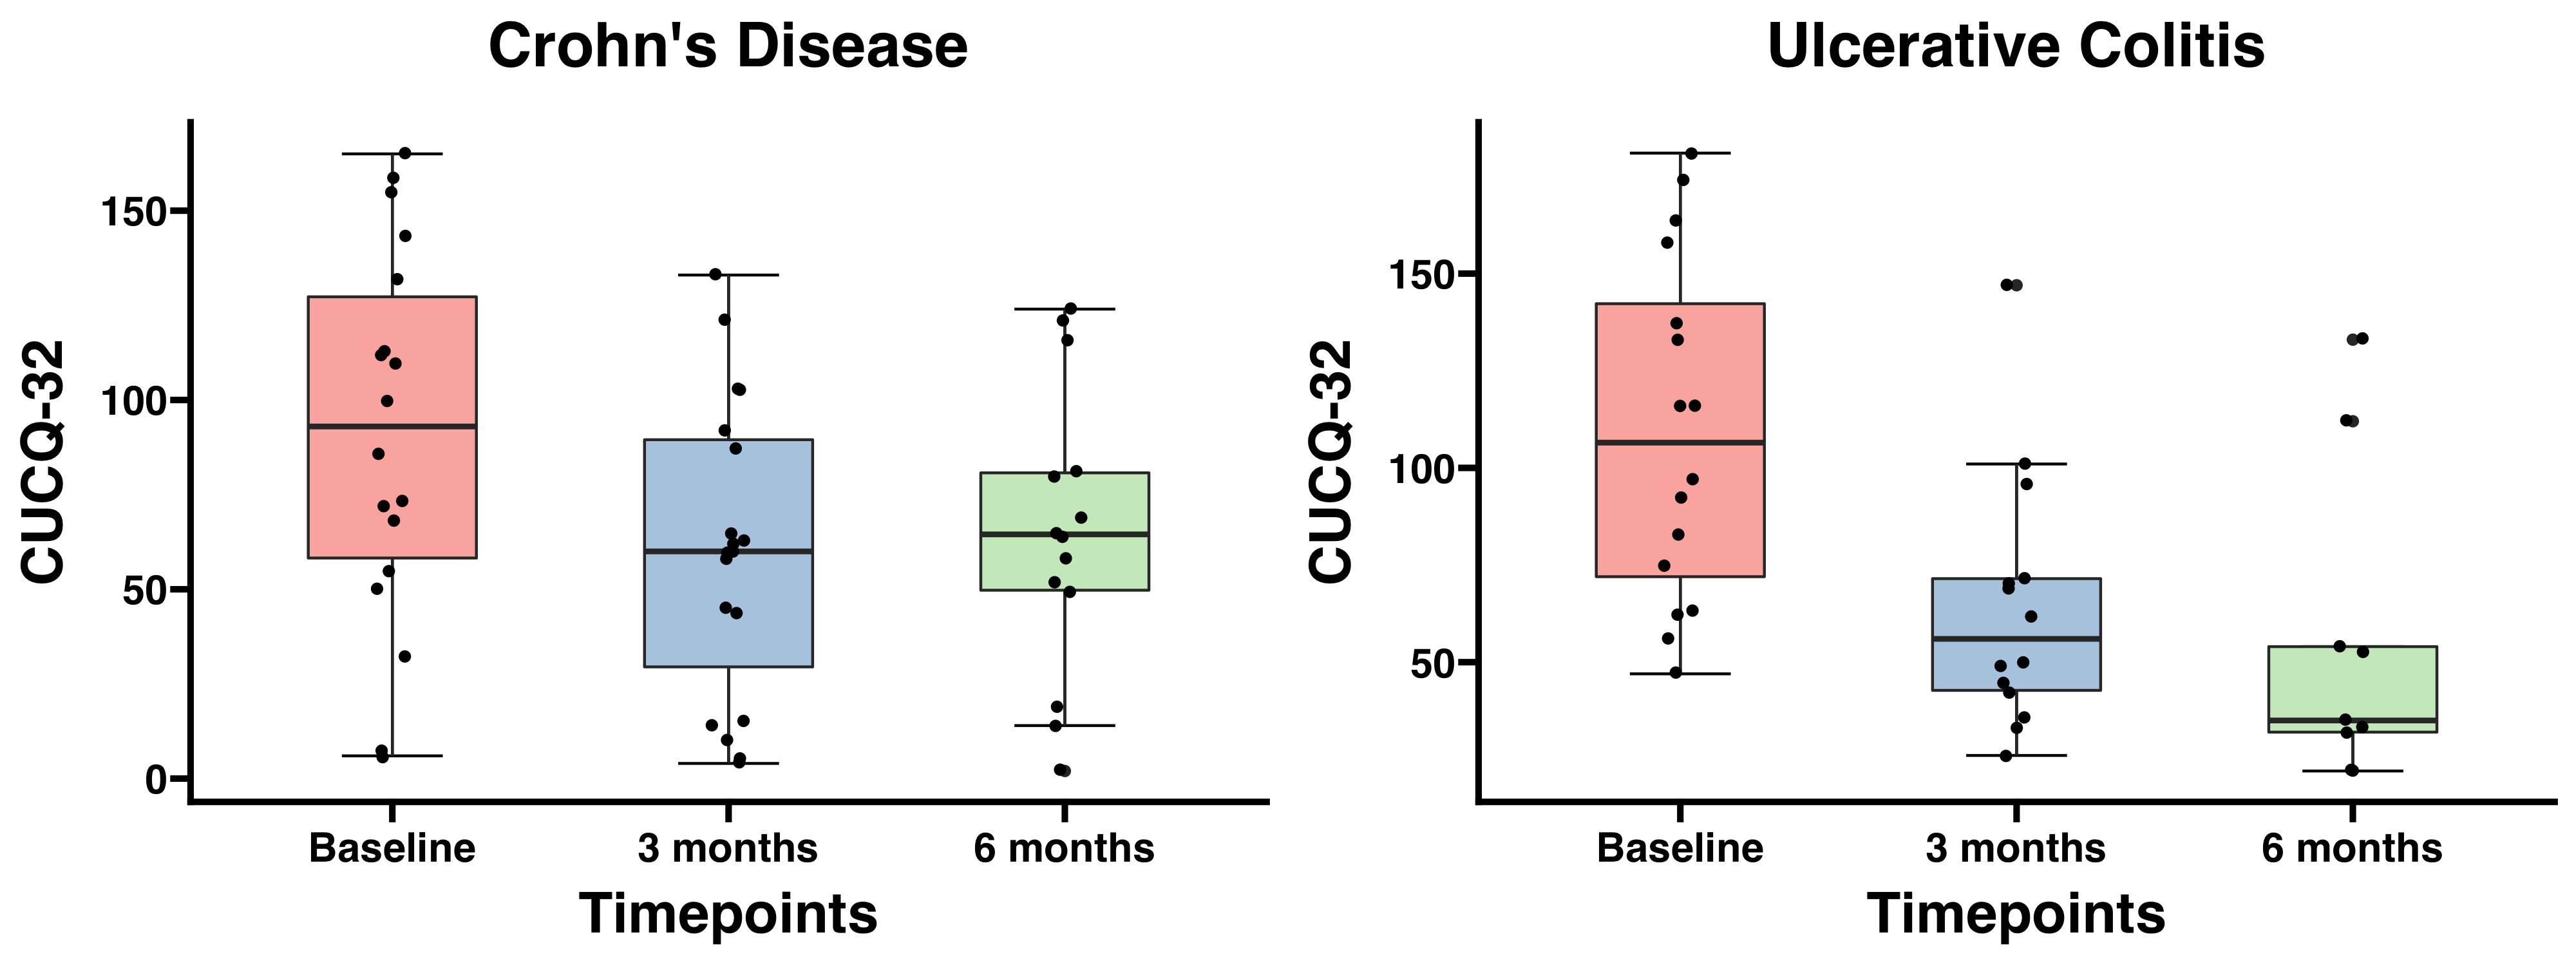 Crohn's Disease
CUCQ-32
150
100
50
0
Baseline 3 months 6 months
Timepoints
Ulcerative Colitis
CUCQ-32
150
100
50
Baseline 3 months 6 months
Timepoints